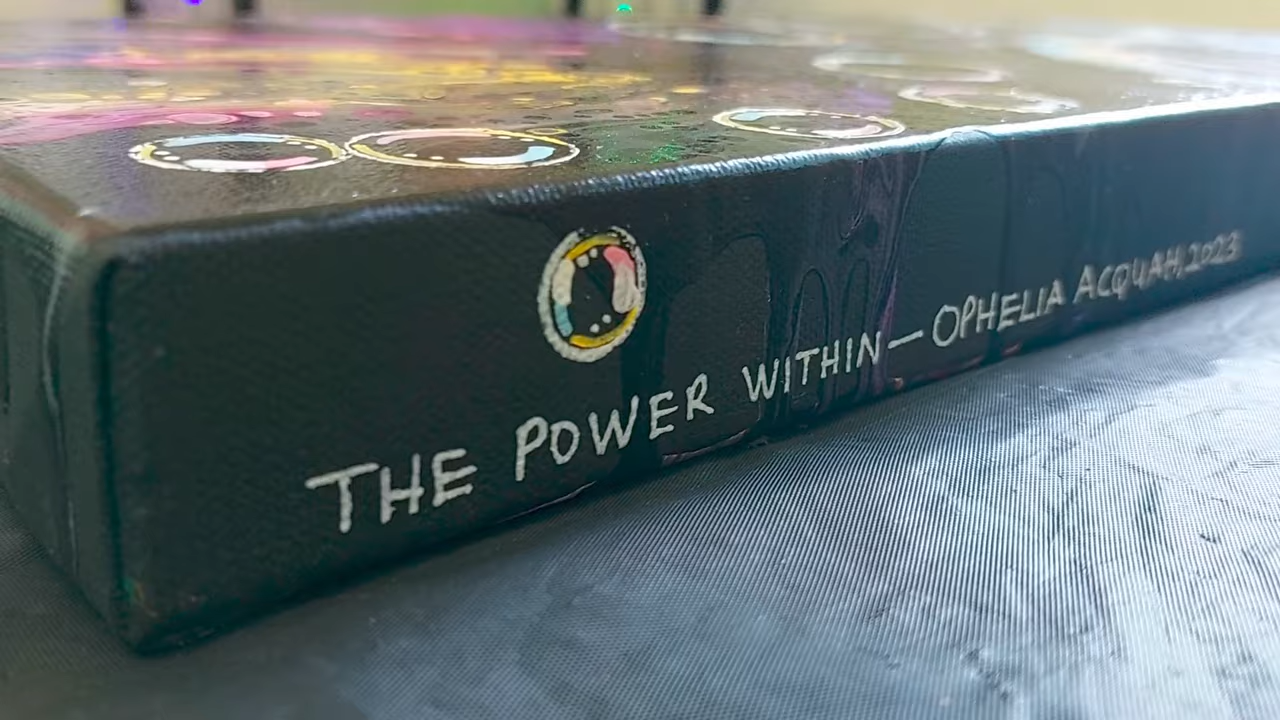 THE POWER WITHIN — OPHELIA ACQUAH, 2023